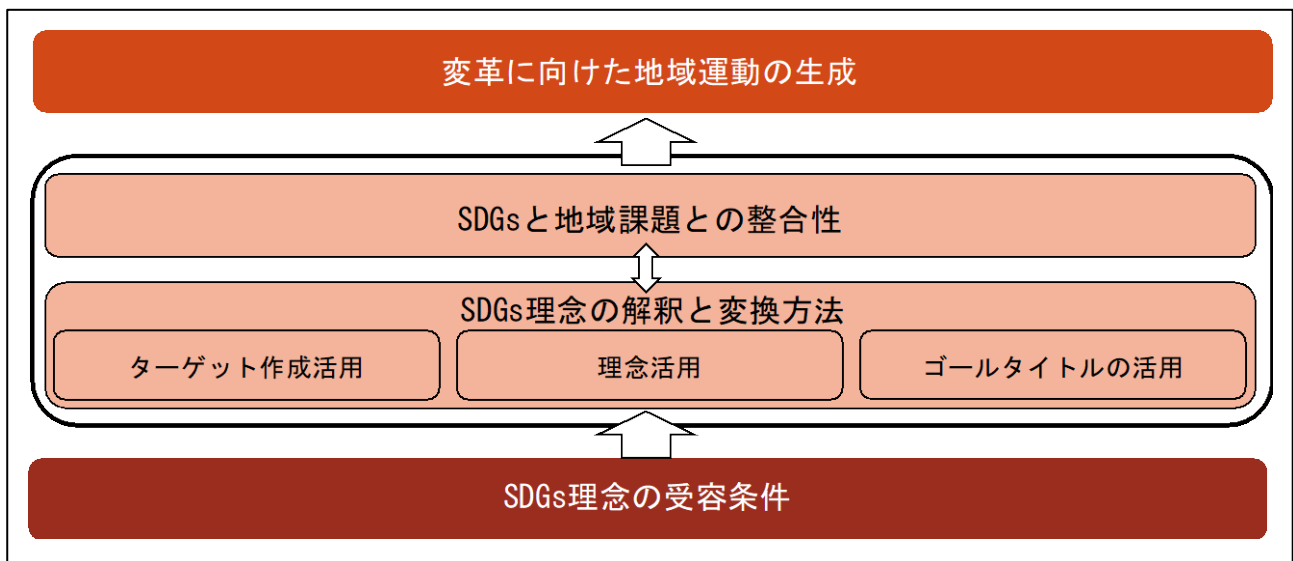 変革に向けた地域運動の生成
SDGsと地域課題との整合性
SDGs理念の解釈と変換方法
ターゲット作成活用
理念活用
ゴールタイトルの活用
SDGs理念の受容条件